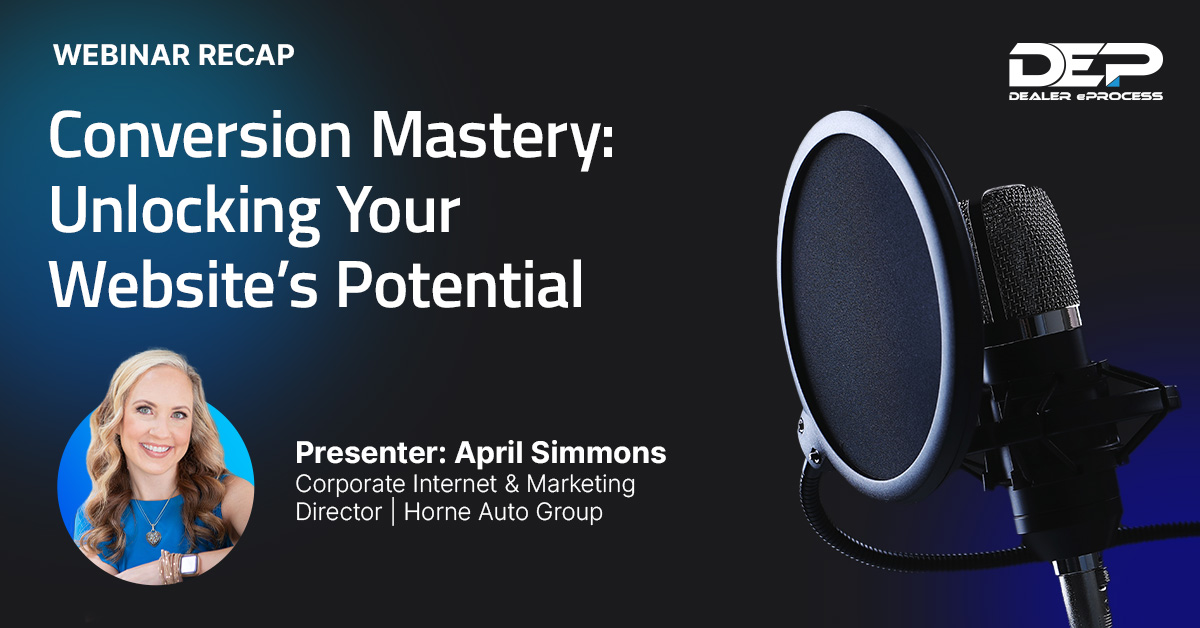 WEBINAR RECAP
DEP
DEALER ePROCESS
Conversion Mastery:
Unlocking Your
Website’s Potential
Presenter: April Simmons
Corporate Internet & Marketing
Director | Horne Auto Group